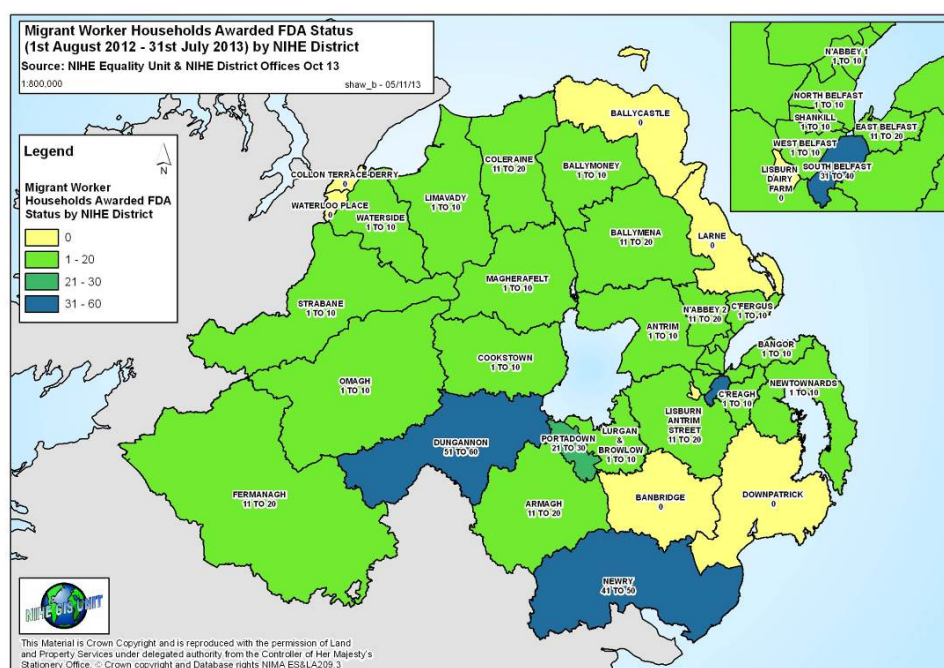 Migrant Worker Households Awarded FDA Status
(1st August 2012 - 31st July 2013) by NIHE District
Source: NIHE Equality Unit & NIHE District Offices Oct 13
1:800,000
shaw_b - 05/11/13
Legend
N
Migrant Worker
Households Awarded FDA
Status by NIHE District
0
1 - 20
21 - 30
31 - 60
N'ABBEY 1
1 TO 10
NORTH BELFAST
1 TO 10
SHANKILL
1 TO 10
EAST BELFAST
11 TO 20
WEST BELFAST
1 TO 10
SOUTH BELFAST
31 TO 40
LISBURN
DAIRY
FARM
0
BALLYCASTLE
0
COLLON TERRACE-DERRY
0
WATERLOO PLACE
0
WATERSIDE
1 TO 10
LIMAVADY
1 TO 10
COLERAINE
11 TO 20
BALLYMONEY
1 TO 10
BALLYMENA
11 TO 20
LARNE
0
STRABANE
1 TO 10
MAGHERAFELT
1 TO 10
ANTRIM
1 TO 10
N'ABBEY 2
11 TO 20
C'FERGUS
1 TO 10
OMAGH
1 TO 10
COOKSTOWN
1 TO 10
BANGOR
1 TO 10
C'REAGH
1 TO 10
NEWTOWNARDS
1 TO 10
LISBURN
ANTRIM
STREET
11 TO 20
DUNGANNON
51 TO 60
PORTADOWN
21 TO 30
LURGAN
&
BROWLOW
1 TO 10
FERMANAGH
11 TO 20
ARMAGH
11 TO 20
BANBRIDGE
0
DOWNPATRICK
0
NEWRY
41 TO 50
NIHE GIS UNIT
This Material is Crown Copyright and is reproduced with the permission of Land
and Property Services under delegated authority from the Controller of Her Majesty's
Stationery Office, © Crown copyright and Database rights NIMA ES&LA209.3